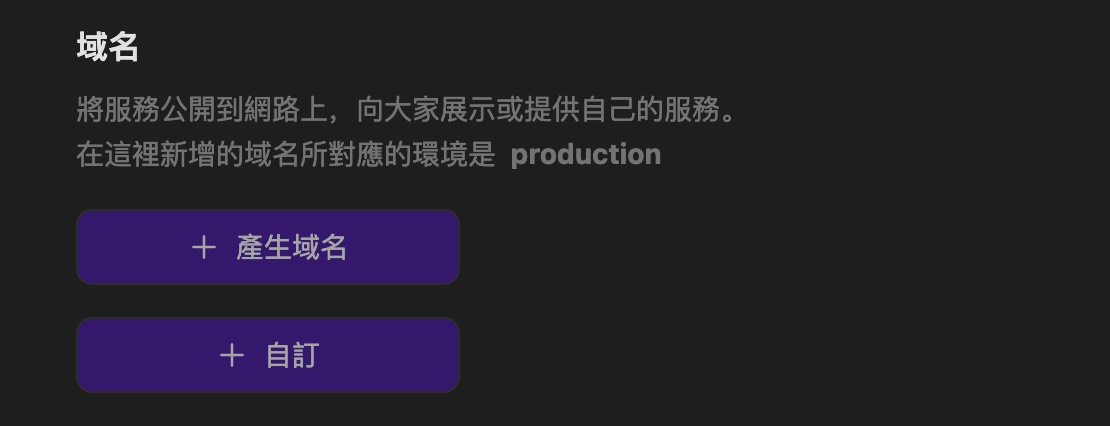 域名
將服務公開到網路上，向大家展示或提供自己的服務。
在這裡新增的域名所對應的環境是 production
＋ 產生域名
＋ 自訂